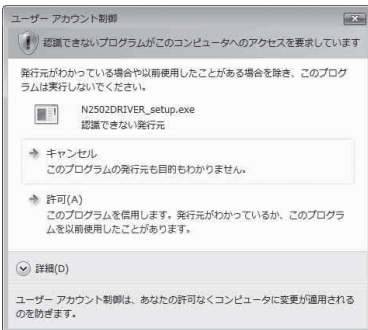 ユーザー アカウント制御
認識できないプログラムがこのコンピュータへのアクセスを要求しています
発行元がわかっている場合や以前使用したことがある場合を除き、このプログ
ラムは実行しないでください。
N2502DRIVER_setup.exe
認識できない発行元
キャンセル
このプログラムの発行元も目的もわかりません。
許可(A)
このプログラムを信用します。発行元がわかっているか、このプログラ
ムを以前使用したことがあります。
詳細(D)
ユーザー アカウント制御は、あなたの許可なくコンピュータに変更が適用される
のを防ぎます。